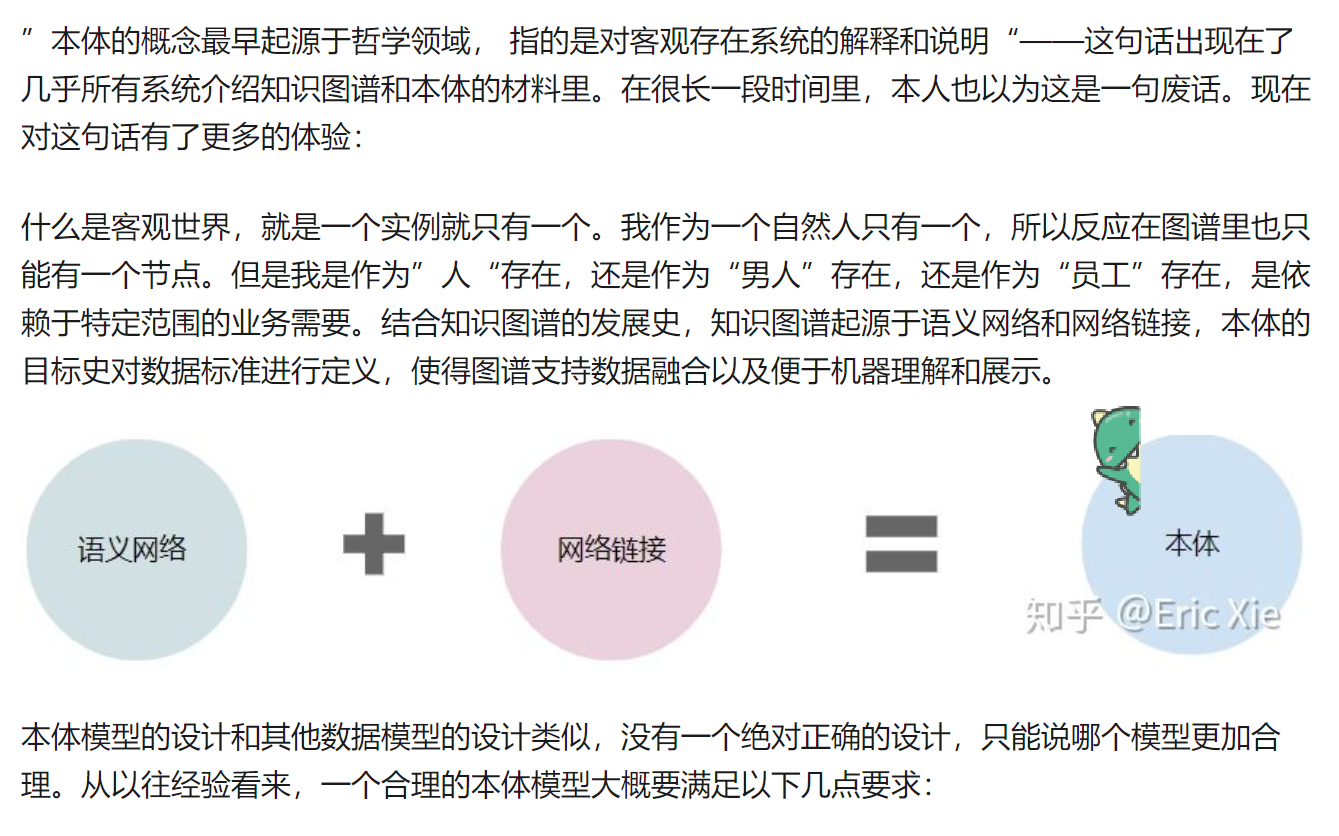 ”本体的概念最早起源于哲学领域， 指的是对客观存在系统的解释和说明“——这句话出现在了
几乎所有系统介绍知识图谱和本体的材料里。在很长一段时间里，本人也以为这是一句废话。现在
对这句话有了更多的体验：
什么是客观世界，就是一个实例就只有一个。我作为一个自然人只有一个，所以反应在图谱里也只
能有一个节点。但是我是作为”人“存在，还是作为“男人”存在，还是作为“员工”存在，是依
赖于特定范围的业务需要。结合知识图谱的发展史，知识图谱起源于语义网络和网络链接，本体的
目标史对数据标准进行定义，使得图谱支持数据融合以及便于机器理解和展示。
语义网络
网络链接
本体
知乎 @Eric Xie
本体模型的设计和其他数据模型的设计类似，没有一个绝对正确的设计，只能说哪个模型更加合
理。从以往经验看来，一个合理的本体模型大概要满足以下几点要求：